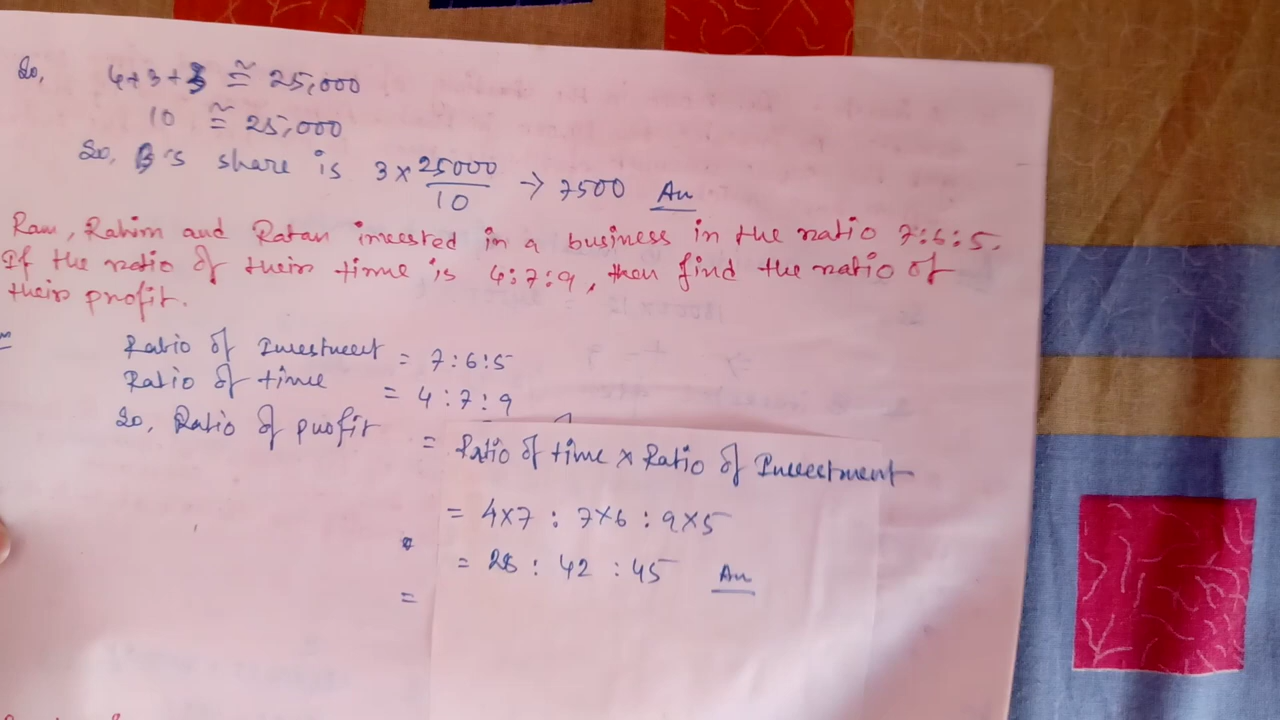 So, 4+3+3 ≅ 25,000
10 ≅ 25,000
So, B's share is 3 × 25000/10 → 7500 An
Ram, Rahim and Ratan invested in a business in the ratio 7:6:5.
If the ratio of their time is 4:7:9, then find the ratio of
their profit.
Ratio of Investment = 7:6:5
Ratio of time = 4:7:9
So, Ratio of profit = Ratio of time × Ratio of Investment
= 4×7 : 7×6 : 9×5
= 28 : 42 : 45 An
=